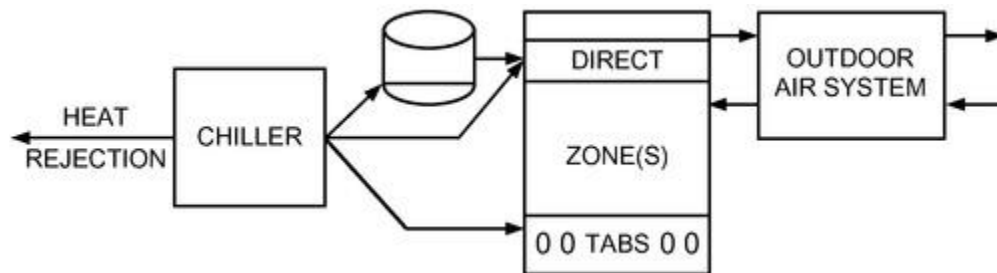 HEAT
REJECTION
CHILLER
DIRECT
ZONE(S)
0 0 TABS 0 0
OUTDOOR
AIR SYSTEM